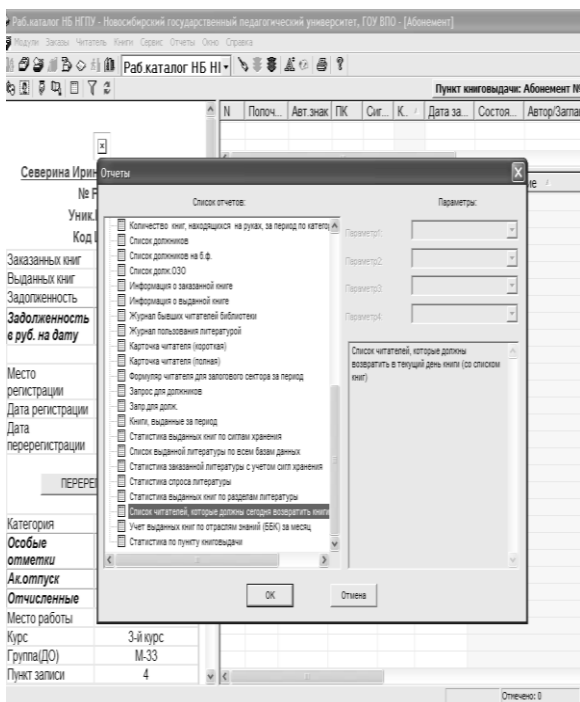 Раб.каталог НБ НГПУ - Новосибирский государственный педагогический университет, ГОУ ВПО - [Абонемент]
Модули Заказы Читатель Книги Сервис Отчеты Окно Справка
Раб.каталог НБ НГ
Пункт книговыдачи: Абонемент №
N Полоч... Авт.знак ПК Сиг... К.. Дата за... Состоя... Автор/Заглав
Северина Ирин
№
Уник.
Код
Заказанных книг
Выданных книг
Задолженность
Задолженность в руб. на дату
Место регистрации
Дата регистрации
Дата перерегистрации
ПЕРЕРЕ
Категория
Особые отметки
Ак.отпуск
Отчисленные
Место работы
Курс 3-й курс
Группа(ДО) М-33
Пункт записи 4
Отчеты
Список отчетов:
Количество книг, находящихся на руках, за период по катего
Список должников
Список должников на б.ф.
Список долж.ОЗО
Информация о заказанной книге
Информация о выданной книге
Журнал бывших читателей библиотеки
Журнал пользования литературой
Карточка читателя (короткая)
Карточка читателя (полная)
Формуляр читателя для залогового сектора за период
Запрос для должников
Запр.для долж.
Книги, выданные за период
Статистика выданных книг по сиглам хранения
Список выданной литературы по всем базам данных
Статистика заказанной литературы с учетом сигл хранения
Статистика спроса литературы
Статистика выданных книг по разделам литературы
Список читателей, которые должны сегодня возвратить книги
Учет выданных книг по отраслям знаний (ББК) за месяц
Статистика по пункту книговыдачи
Параметры:
Параметр1:
Параметр2
Параметр3
Параметр4
Список читателей, которые должны
возвратить в текущий день книги (со списком
книг)
ОК
Отмена
Отмечено: 0